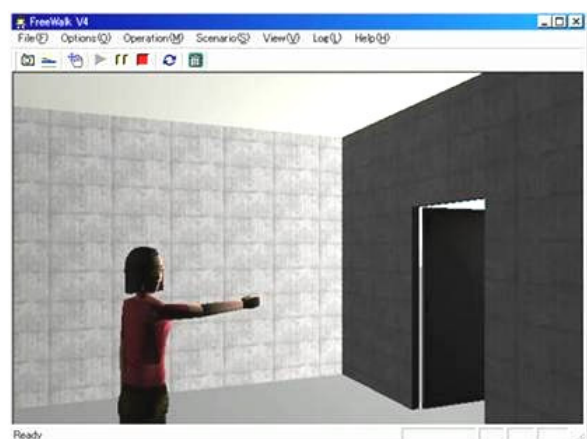 FreeWalk V4
File(F) Options(O) Operation(M) Scenario(S) View(V) Log(L) Help(H)
Ready